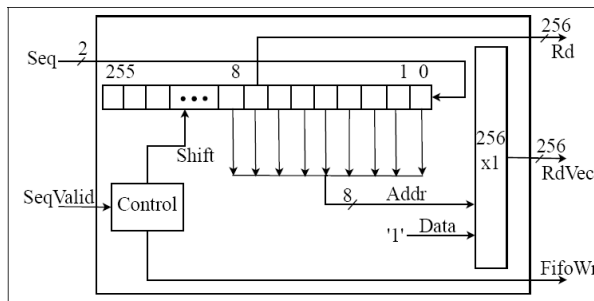 256
Seq 2 Rd
255 8 1 0
Shift
256
x1
256
RdVec
SeqValid
Control
8 Addr
'1' Data
FifoWr